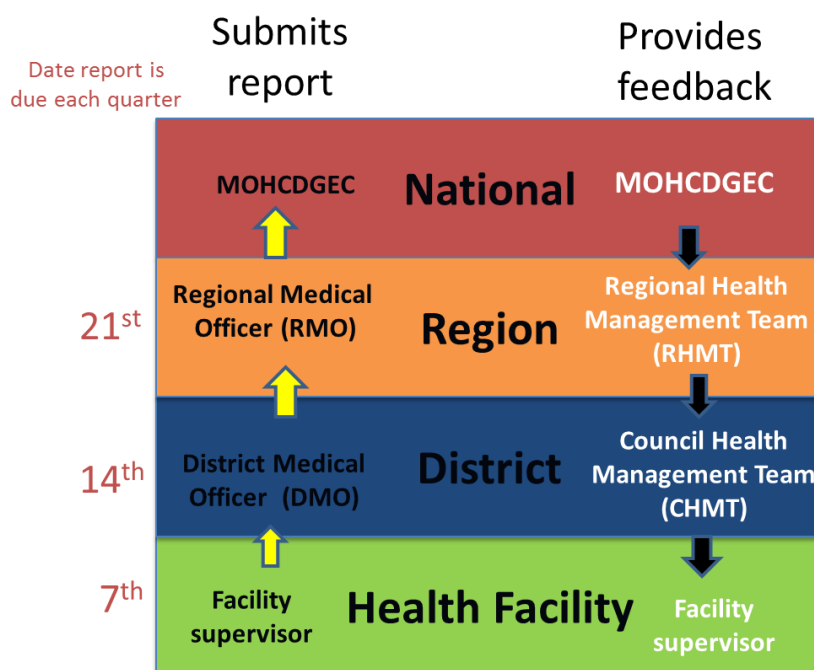 Submits
report
Provides
feedback
Date report is
due each quarter
MOHCDGEC
National
MOHCDGEC
21st
Regional Medical
Officer (RMO)
Region
Regional Health
Management Team
(RHMT)
14th
District Medical
Officer (DMO)
District
Council Health
Management Team
(CHMT)
7th
Facility
supervisor
Health Facility
Facility
supervisor